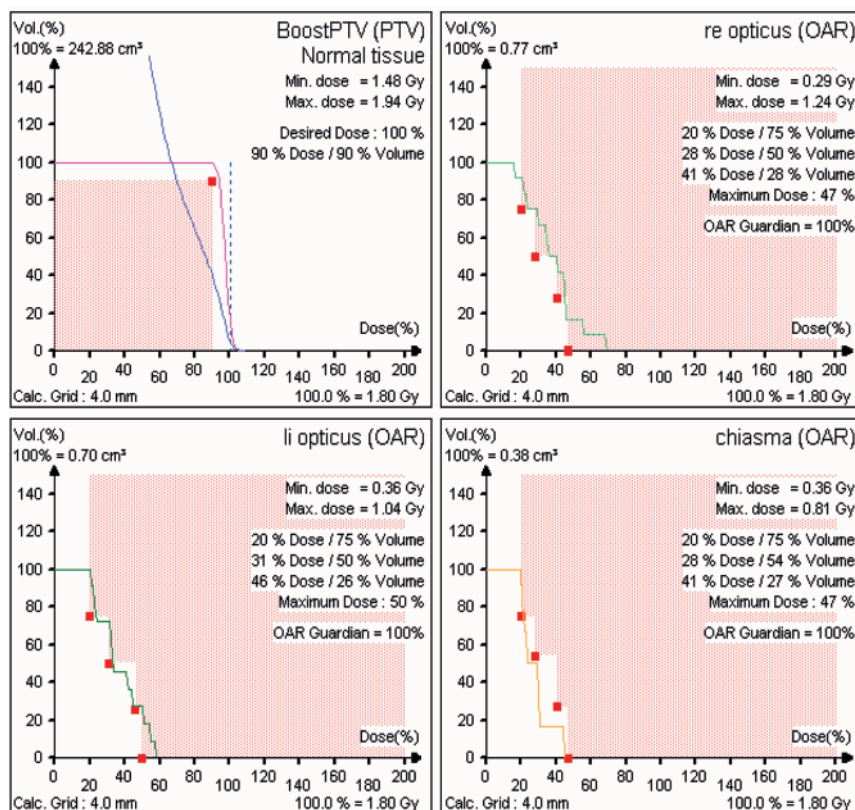 Vol.(%)
100% = 242.88 cm³
BoostPTV (PTV)
Normal tissue
Min. dose = 1.48 Gy
Max. dose = 1.94 Gy
Desired Dose : 100 %
90 % Dose / 90 % Volume
140
120
100
80
60
40
20
0
Dose(%)
0 20 40 60 80 100 120 140 160 180 200
Calc. Grid : 4.0 mm
100.0 % = 1.80 Gy
Vol.(%)
100% = 0.77 cm³
re opticus (OAR)
Min. dose = 0.29 Gy
Max. dose = 1.24 Gy
20 % Dose / 75 % Volume
28 % Dose / 50 % Volume
41 % Dose / 28 % Volume
Maximum Dose : 47 %
OAR Guardian = 100%
140
120
100
80
60
40
20
0
Dose(%)
0 20 40 60 80 100 120 140 160 180 200
Calc. Grid : 4.0 mm
100.0 % = 1.80 Gy
Vol.(%)
100% = 0.70 cm³
li opticus (OAR)
Min. dose = 0.36 Gy
Max. dose = 1.04 Gy
20 % Dose / 75 % Volume
31 % Dose / 50 % Volume
46 % Dose / 26 % Volume
Maximum Dose : 50 %
OAR Guardian = 100%
140
120
100
80
60
40
20
0
Dose(%)
0 20 40 60 80 100 120 140 160 180 200
Calc. Grid : 4.0 mm
100.0 % = 1.80 Gy
Vol.(%)
100% = 0.38 cm³
chiasma (OAR)
Min. dose = 0.36 Gy
Max. dose = 0.81 Gy
20 % Dose / 75 % Volume
28 % Dose / 54 % Volume
41 % Dose / 27 % Volume
Maximum Dose : 47 %
OAR Guardian = 100%
140
120
100
80
60
40
20
0
Dose(%)
0 20 40 60 80 100 120 140 160 180 200
Calc. Grid : 4.0 mm
100.0 % = 1.80 Gy